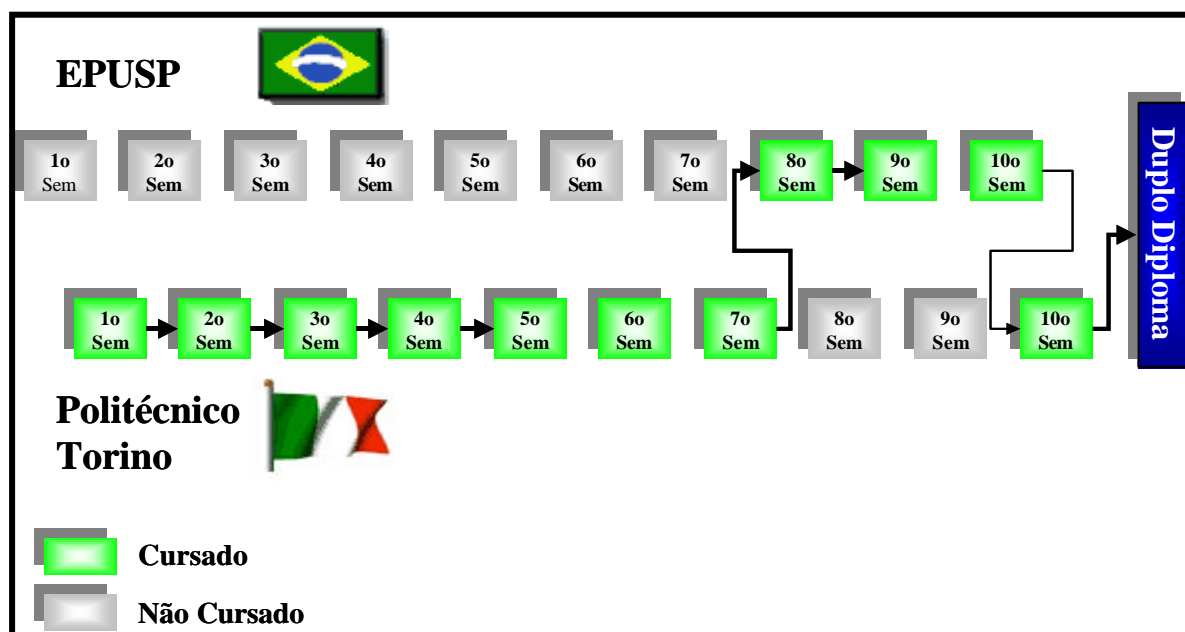 EPUSP
1o
Sem
2o
Sem
3o
Sem
4o
Sem
5o
Sem
6o
Sem
7o
Sem
8o
Sem
9o
Sem
10o
Sem
Duplo Diploma
1o
Sem
2o
Sem
3o
Sem
4o
Sem
5o
Sem
6o
Sem
7o
Sem
8o
Sem
9o
Sem
10o
Sem
Politécnico
Torino
Cursado
Não Cursado